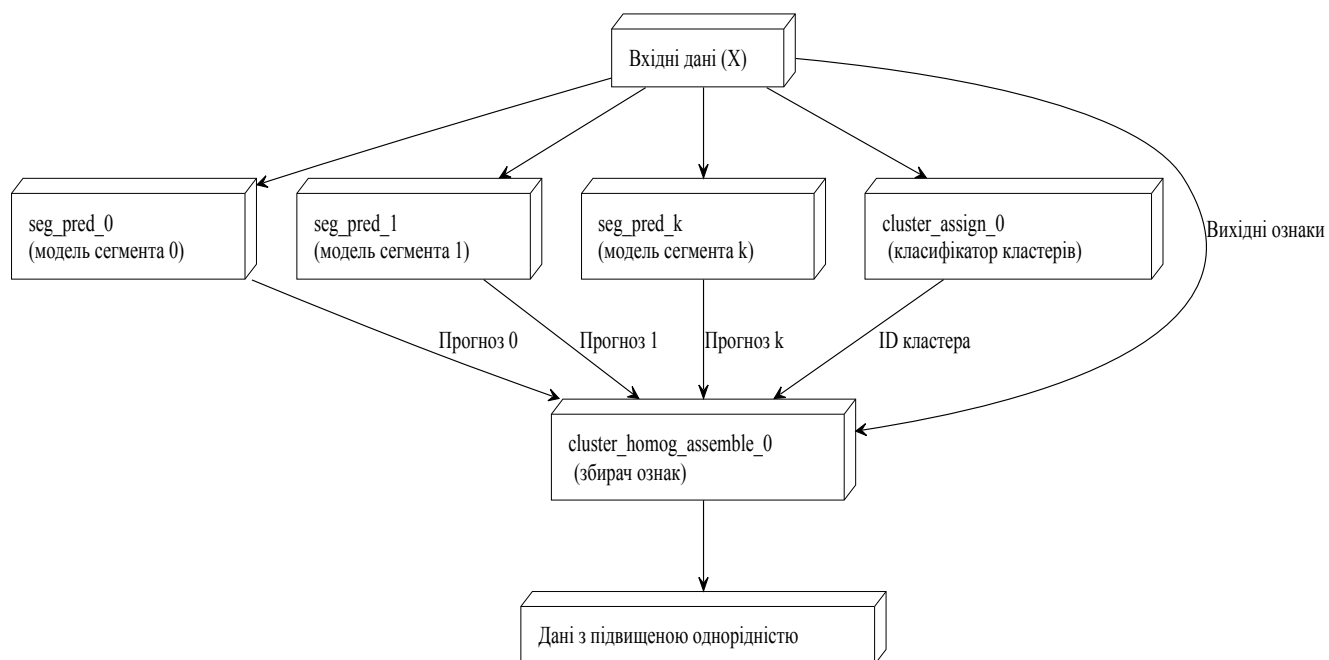 Вхідні дані (X)
seg_pred_0
(модель сегмента 0)
seg_pred_1
(модель сегмента 1)
seg_pred_k
(модель сегмента k)
cluster_assign_0
(класифікатор кластерів)
Вихідні ознаки
Прогноз 0
Прогноз 1
Прогноз k
ID кластера
cluster_homog_assemble_0
(збирач ознак)
Дані з підвищеною однорідністю